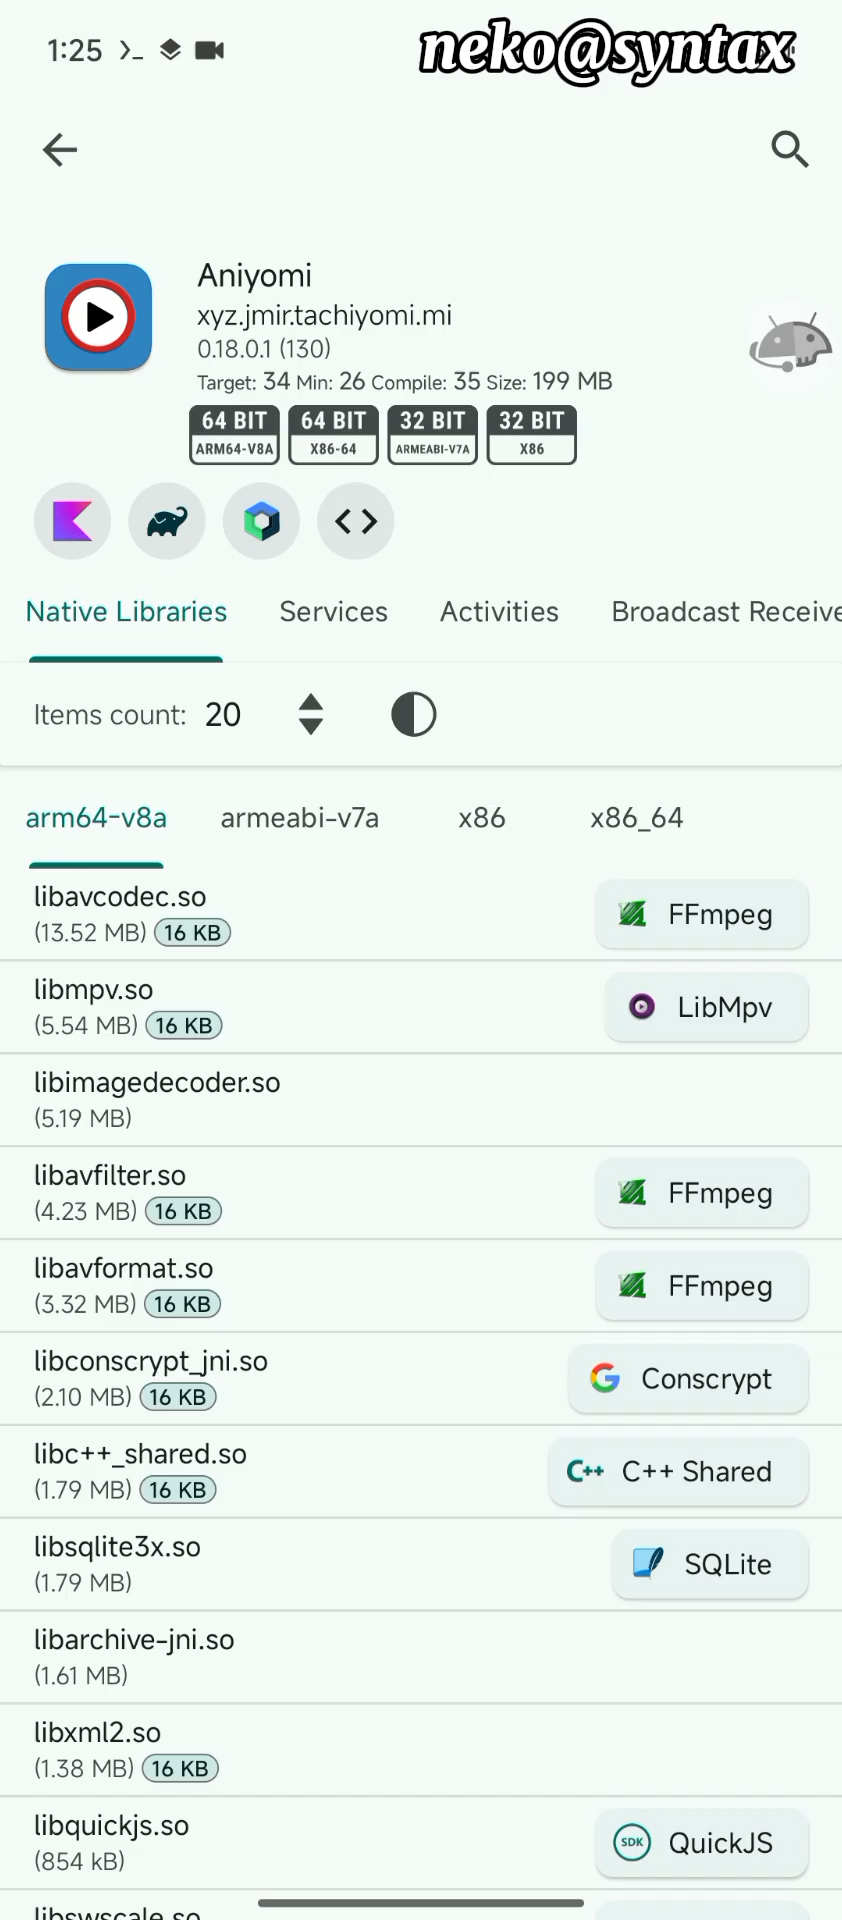 1:25
neko@syntax
Aniyomi
xyz.jmir.tachiyomi.mi
0.18.0.1 (130)
Target: 34 Min: 26 Compile: 35 Size: 199 MB
64 BIT 64 BIT 32 BIT 32 BIT
ARM64-V8A X86-64 ARMEABI-V7A X86
Native Libraries Services Activities Broadcast Receive
Items count: 20
arm64-v8a armeabi-v7a x86 x86_64
libavcodec.so
(13.52 MB) 16 KB
FFmpeg
libmpv.so
(5.54 MB) 16 KB
LibMpv
libimagedecoder.so
(5.19 MB)
libavfilter.so
(4.23 MB) 16 KB
FFmpeg
libavformat.so
(3.32 MB) 16 KB
FFmpeg
libconscrypt_jni.so
(2.10 MB) 16 KB
Conscrypt
libc++_shared.so
(1.79 MB) 16 KB
C++ C++ Shared
libsqlite3x.so
(1.79 MB)
SQLite
libarchive-jni.so
(1.61 MB)
libxml2.so
(1.38 MB) 16 KB
libquickjs.so
(854 kB)
SDK QuickJS
libswscale.so